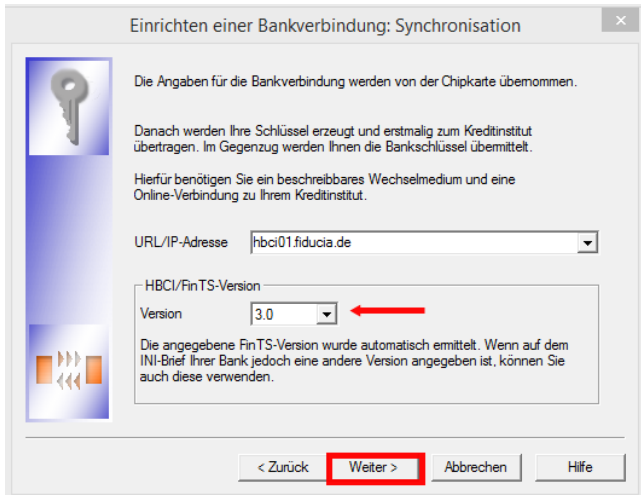 Einrichten einer Bankverbindung: Synchronisation
Die Angaben für die Bankverbindung werden von der Chipkarte übernommen.
Danach werden Ihre Schlüssel erzeugt und erstmalig zum Kreditinstitut
übertragen. Im Gegenzug werden Ihnen die Bankschlüssel übermittelt.
Hierfür benötigen Sie ein beschreibbares Wechselmedium und eine
Online-Verbindung zu Ihrem Kreditinstitut.
URL/IP-Adresse hbci01.fiducia.de
HBCI/FinTS-Version
Version 3.0
Die angegebene FinTS-Version wurde automatisch ermittelt. Wenn auf dem
INI-Brief Ihrer Bank jedoch eine andere Version angegeben ist, können Sie
auch diese verwenden.
< Zurück Weiter > Abbrechen Hilfe